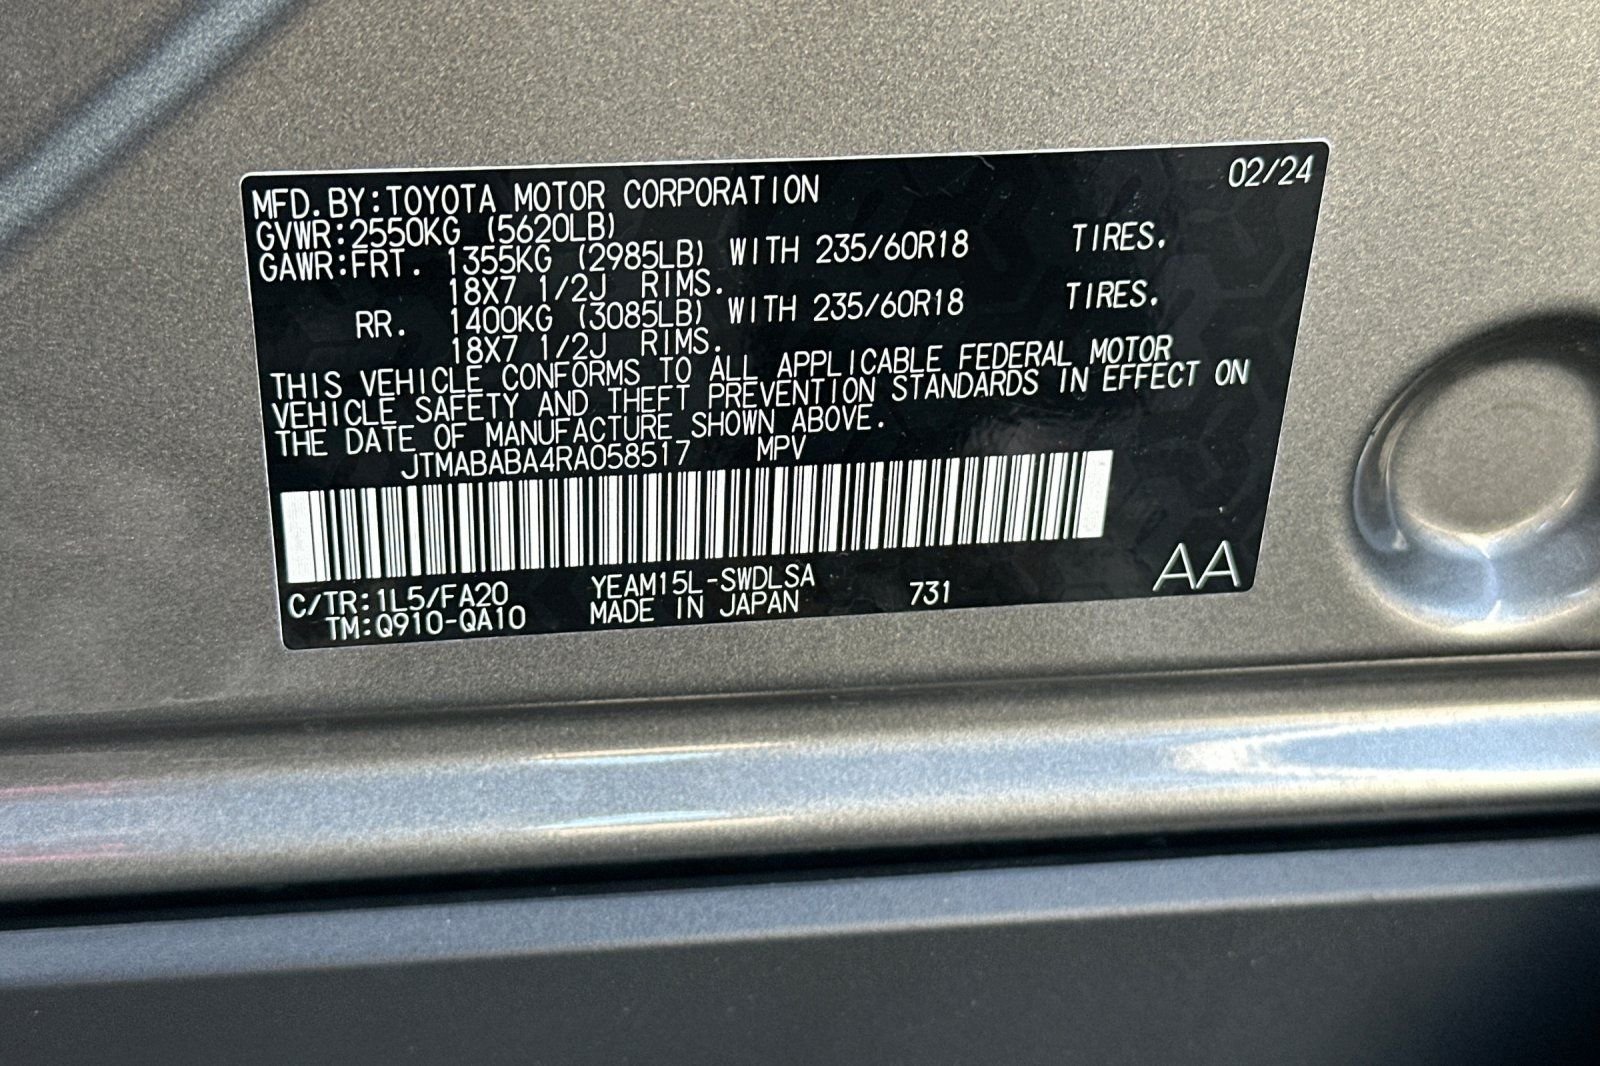 02/24
MFD.BY:TOYOTA MOTOR CORPORATION
GVWR:2550KG (5620LB)
GAWR:FRT. 1355KG (2985LB) WITH 235/60R18 TIRES.
18X7 1/2J RIMS.
RR. 1400KG (3085LB) WITH 235/60R18 TIRES.
18X7 1/2J RIMS.
THIS VEHICLE CONFORMS TO ALL APPLICABLE FEDERAL MOTOR
VEHICLE SAFETY AND THEFT PREVENTION STANDARDS IN EFFECT ON
THE DATE OF MANUFACTURE SHOWN ABOVE.
JTMABABA4RA058517 MPV
C/TR:1L5/FA20 YEAM15L-SWDLSA 731 AA
TM:Q910-QA10 MADE IN JAPAN